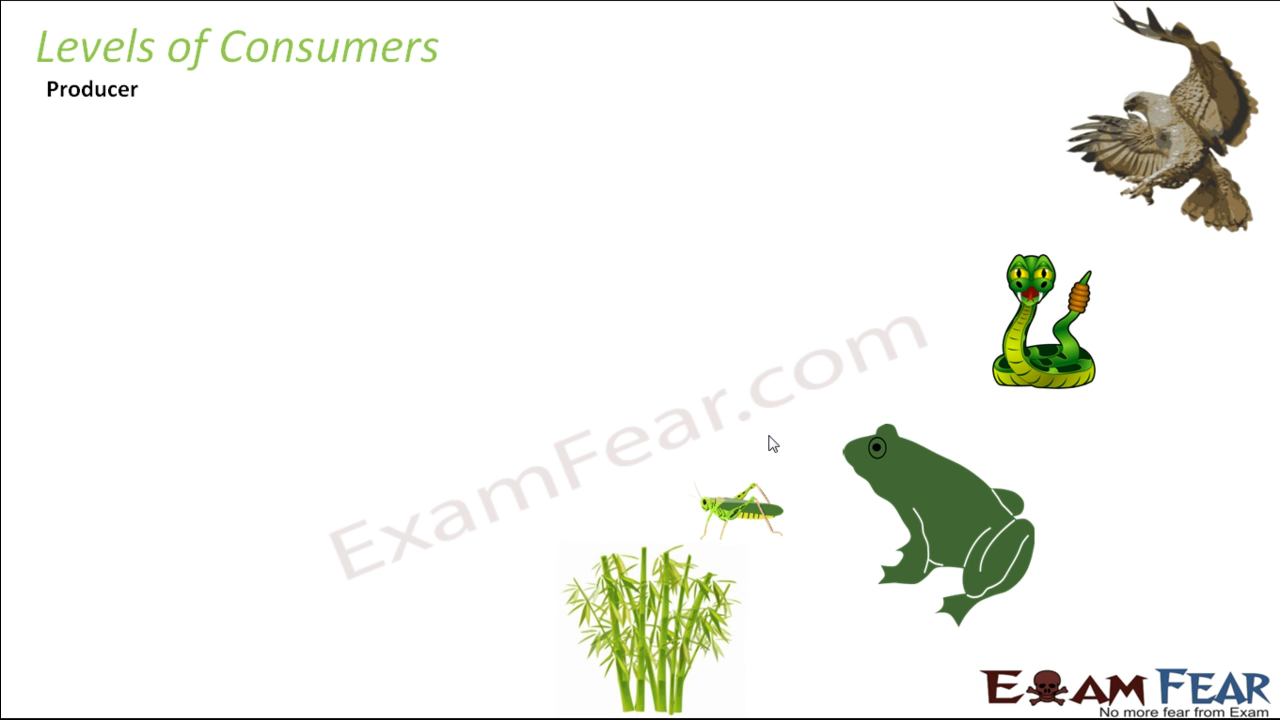 Levels of Consumers
Producer
ExamFear.com
EXAM FEAR
No more fear from Exam